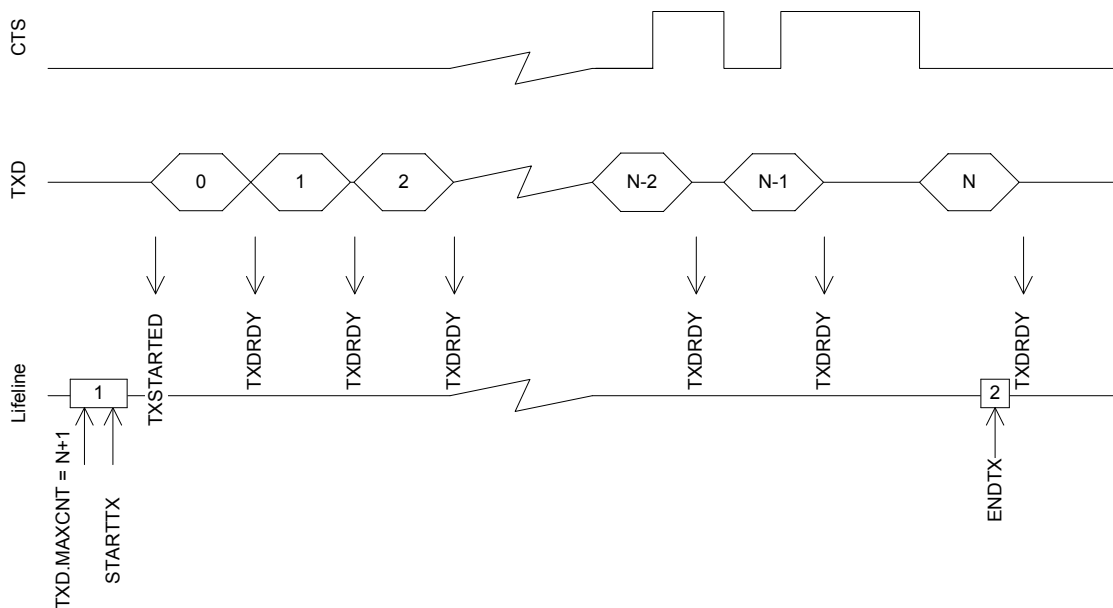 CTS
TXD
0
1
2
N-2
N-1
N
TXSTARTED
TXDRDY
TXDRDY
TXDRDY
TXDRDY
TXDRDY
TXDRDY
Lifeline
1
2
TXD.MAXCNT = N+1
STARTTX
ENDTX